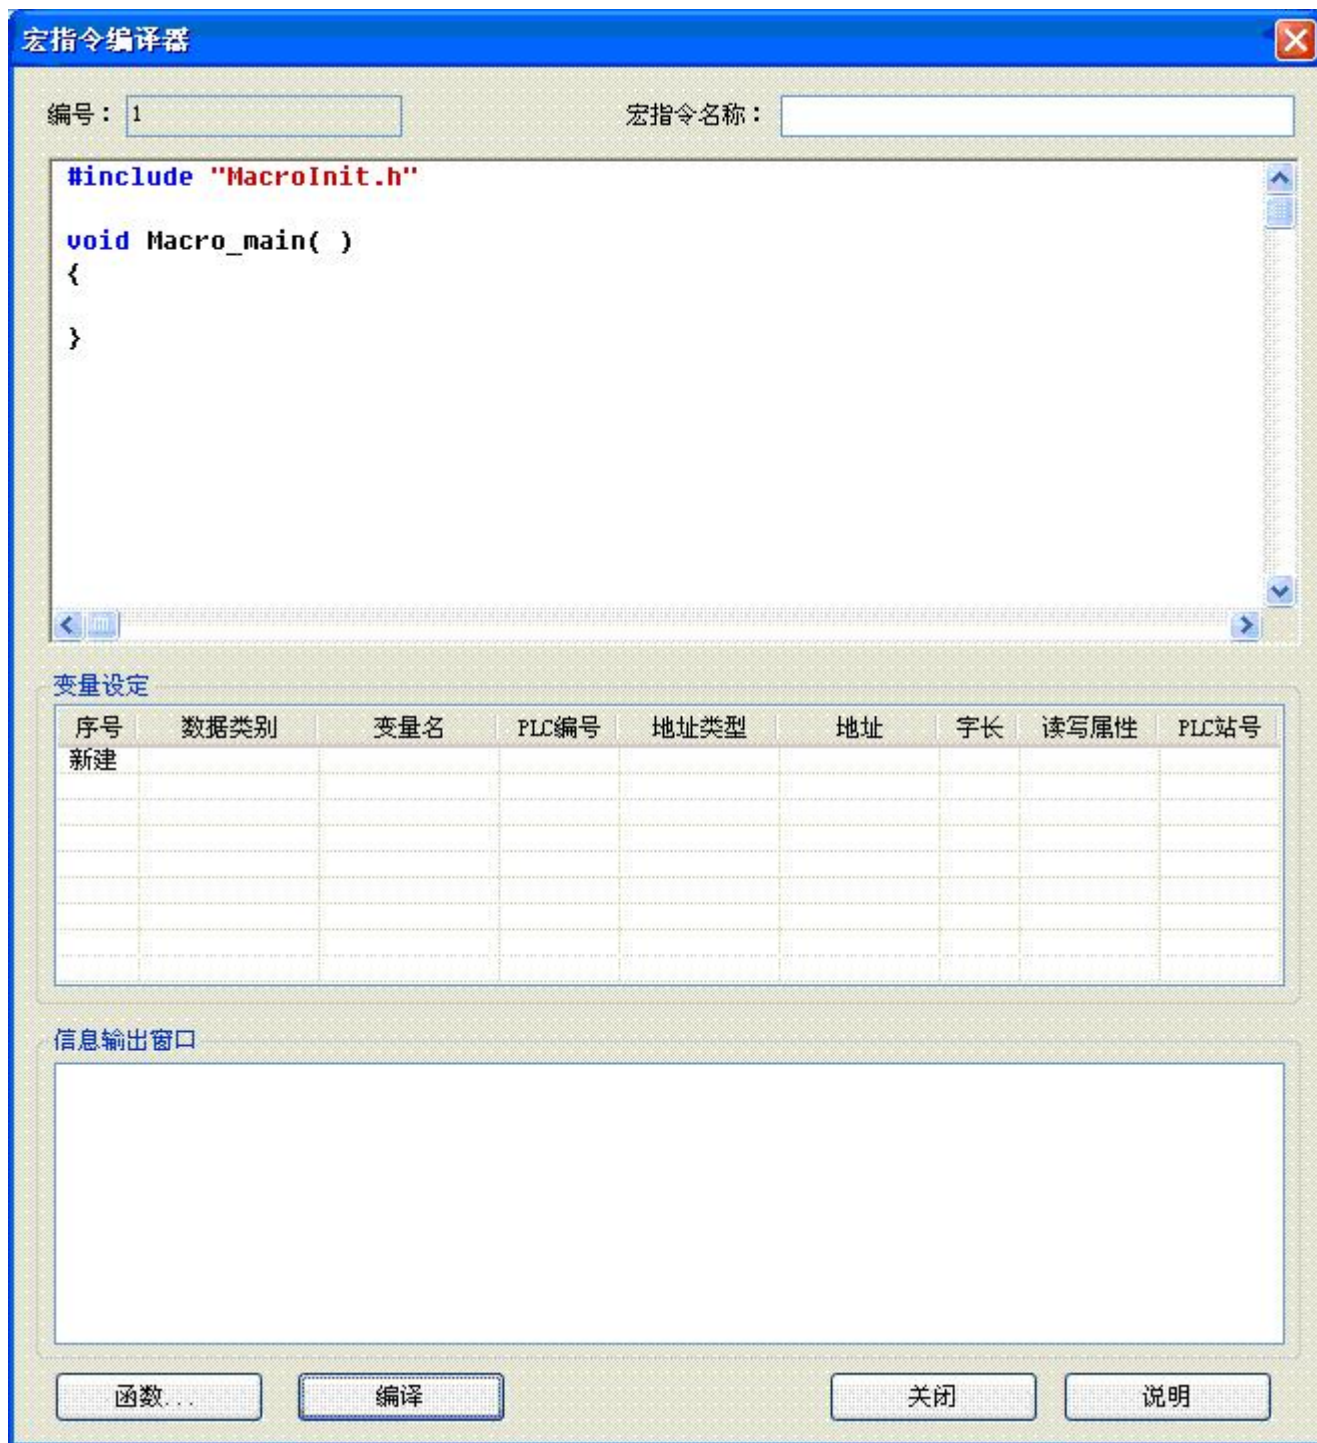 宏指令编译器
编号： 1 宏指令名称：
#include "MacroInit.h"
void Macro_main( )
{
}
变量设定
序号 数据类别 变量名 PLC编号 地址类型 地址 字长 读写属性 PLC站号
新建
信息输出窗口
函数... 编译 关闭 说明